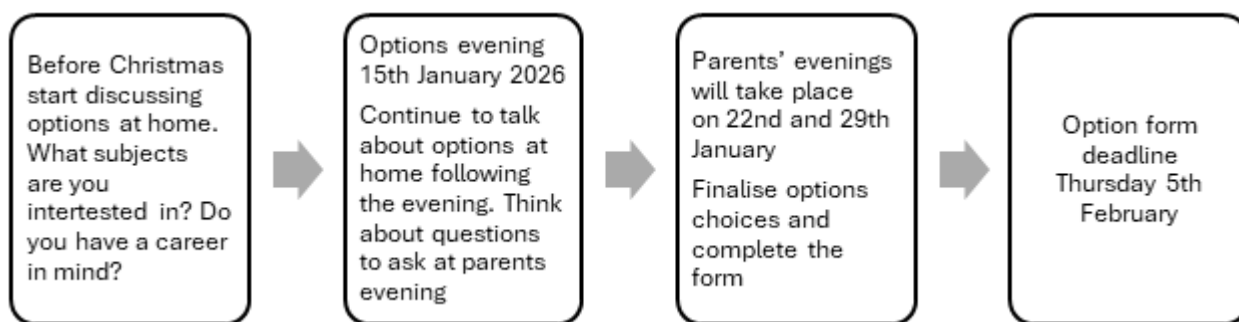 Before Christmas
start discussing
options at home.
What subjects
are you
intertested in? Do
you have a career
in mind?
Options evening
15th January 2026
Continue to talk
about options at
home following
the evening. Think
about questions
to ask at parents
evening
Parents’ evenings
will take place
on 22nd and 29th
January
Finalise options
choices and
complete the
form
Option form
deadline
Thursday 5th
February